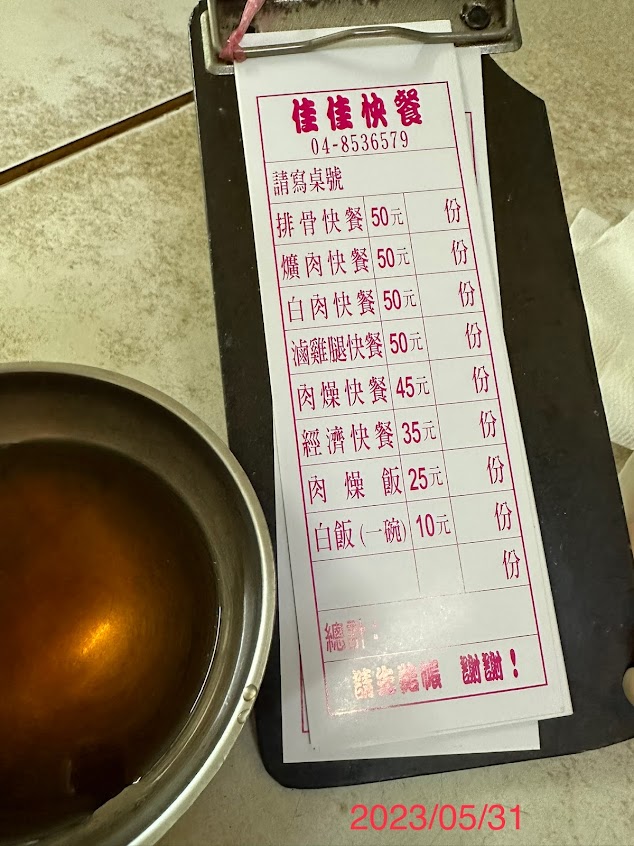 佳佳快餐
04-8536579
請寫桌號
排骨快餐 50元 份
爌肉快餐 50元 份
白肉快餐 50元 份
滷雞腿快餐 50元 份
肉燥快餐 45元 份
經濟快餐 35元 份
肉燥飯 25元 份
白飯(一碗) 10元 份
份
總計:
請先結帳 謝謝!
2023/05/31